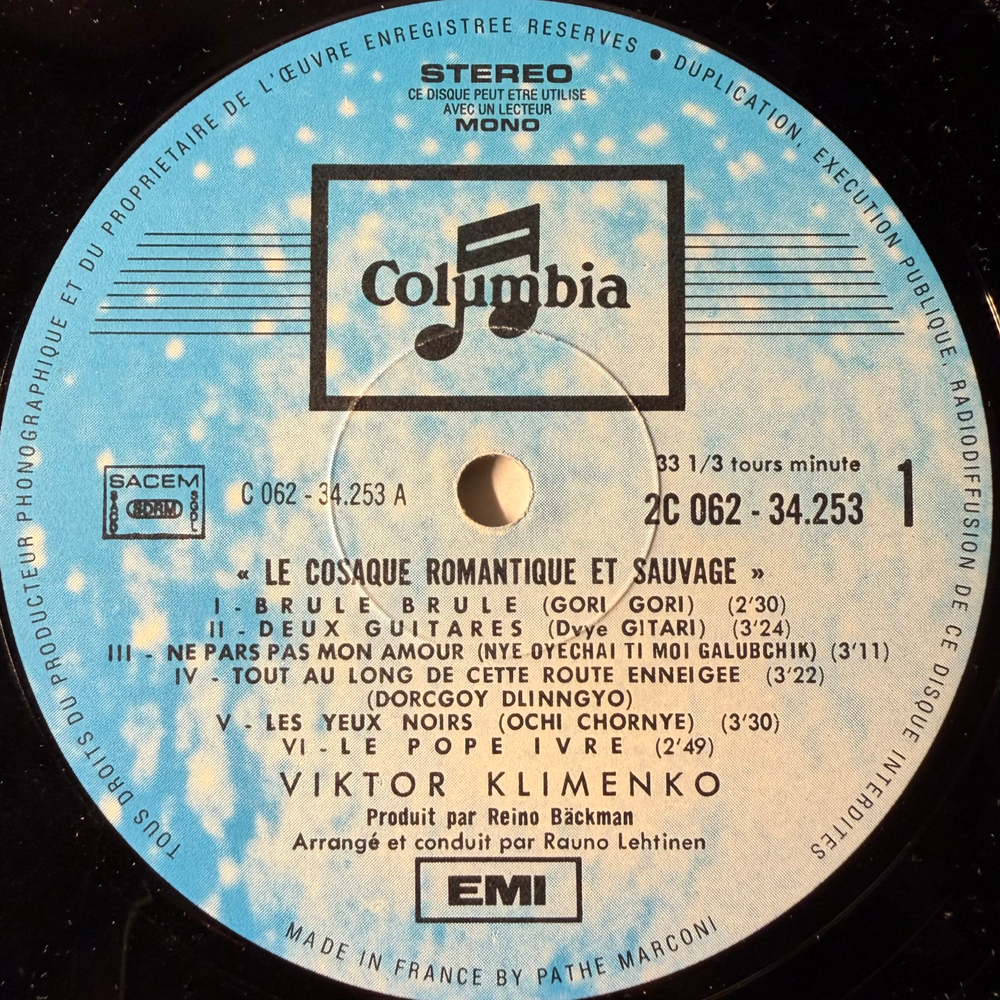 TOUS DROITS DU PRODUCTEUR PHONOGRAPHIQUE ET DU PROPRIETAIRE DE L'ŒUVRE ENREGISTREE RESERVES • DUPLICATION, EXECUTION PUBLIQUE, RADIODIFFUSION DE CE DISQUE INTERDITES
STEREO
CE DISQUE PEUT ETRE UTILISE
AVEC UN LECTEUR
MONO
Columbia
SACEM
SDRM
SACD
C 062 - 34.253 A
33 1/3 tours minute
2C 062 - 34.253
1
« LE COSAQUE ROMANTIQUE ET SAUVAGE »
I - BRULE BRULE (GORI GORI) (2'30)
II - DEUX GUITARES (Dvye GITARI) (3'24)
III - NE PARS PAS MON AMOUR (NYE OYECHAI TI MOI GALUBCHIK) (3'11)
IV - TOUT AU LONG DE CETTE ROUTE ENNEIGEE (3'22)
(DORCGOY DLINNGYO)
V - LES YEUX NOIRS (OCHI CHORNYE) (3'30)
VI - LE POPE IVRE (2'49)
VIKTOR KLIMENKO
Produit par Reino Bäckman
Arrangé et conduit par Rauno Lehtinen
EMI
MADE IN FRANCE BY PATHE MARCONI